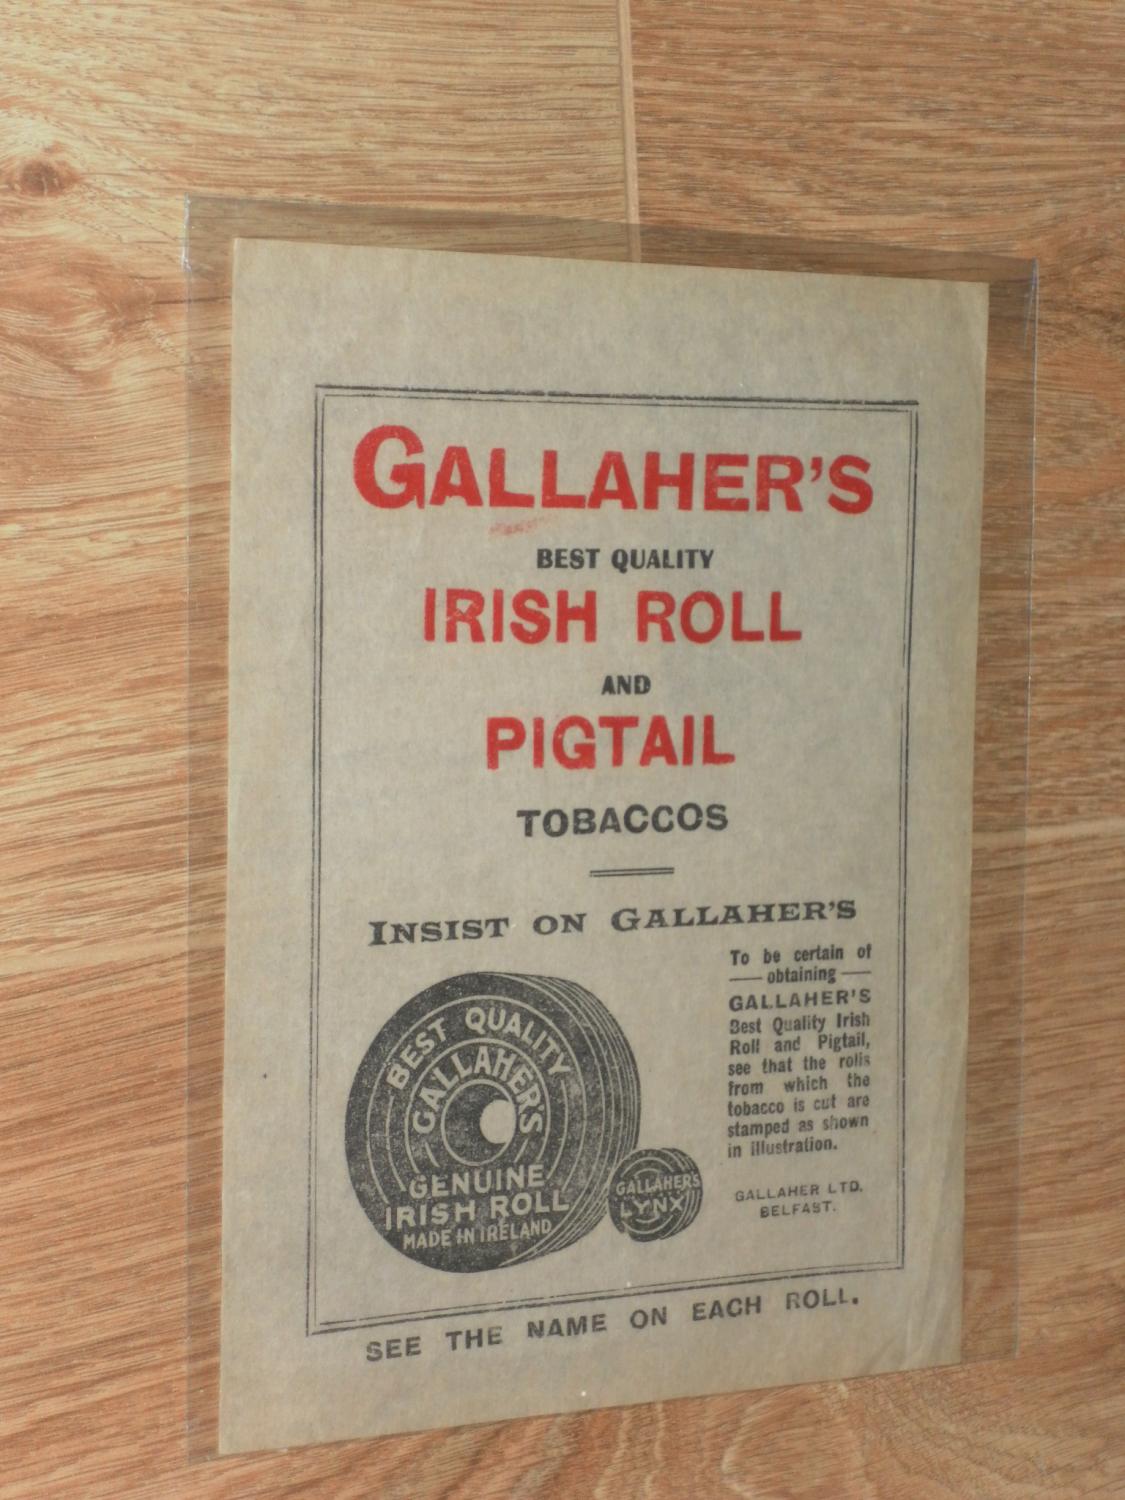 GALLAHER'S
BEST QUALITY
IRISH ROLL
AND
PIGTAIL
TOBACCOS
INSIST ON GALLAHER'S
BEST QUALITY
GALLAHER'S
GENUINE
IRISH ROLL
MADE IN IRELAND
GALLAHER'S
LYNX
To be certain of
obtaining
GALLAHER'S
Best Quality Irish
Roll and Pigtail,
see that the rolls
from which the
tobacco is cut are
stamped as shown
in illustration.
GALLAHER LTD.
BELFAST.
SEE THE NAME ON EACH ROLL.